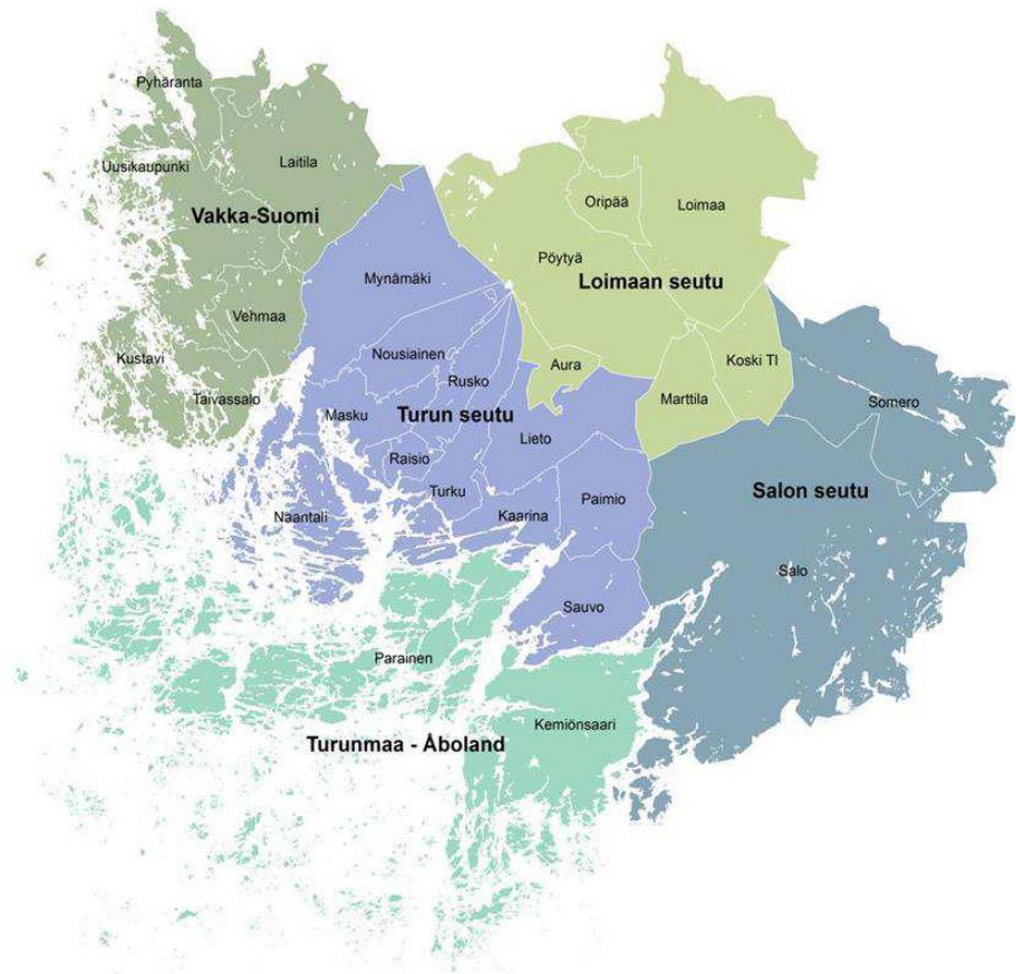 Pyhäranta
Uusikaupunki
Laitila
Vakka-Suomi
Vehmaa
Kustavi
Taivassalo
Oripää
Loimaa
Pöytyä
Loimaan seutu
Aura
Koski Tl
Marttila
Mynämäki
Nousiainen
Rusko
Masku
Turun seutu
Lieto
Raisio
Turku
Kaarina
Paimio
Naantali
Sauvo
Somero
Salon seutu
Salo
Parainen
Kemiönsaari
Turunmaa - Åboland